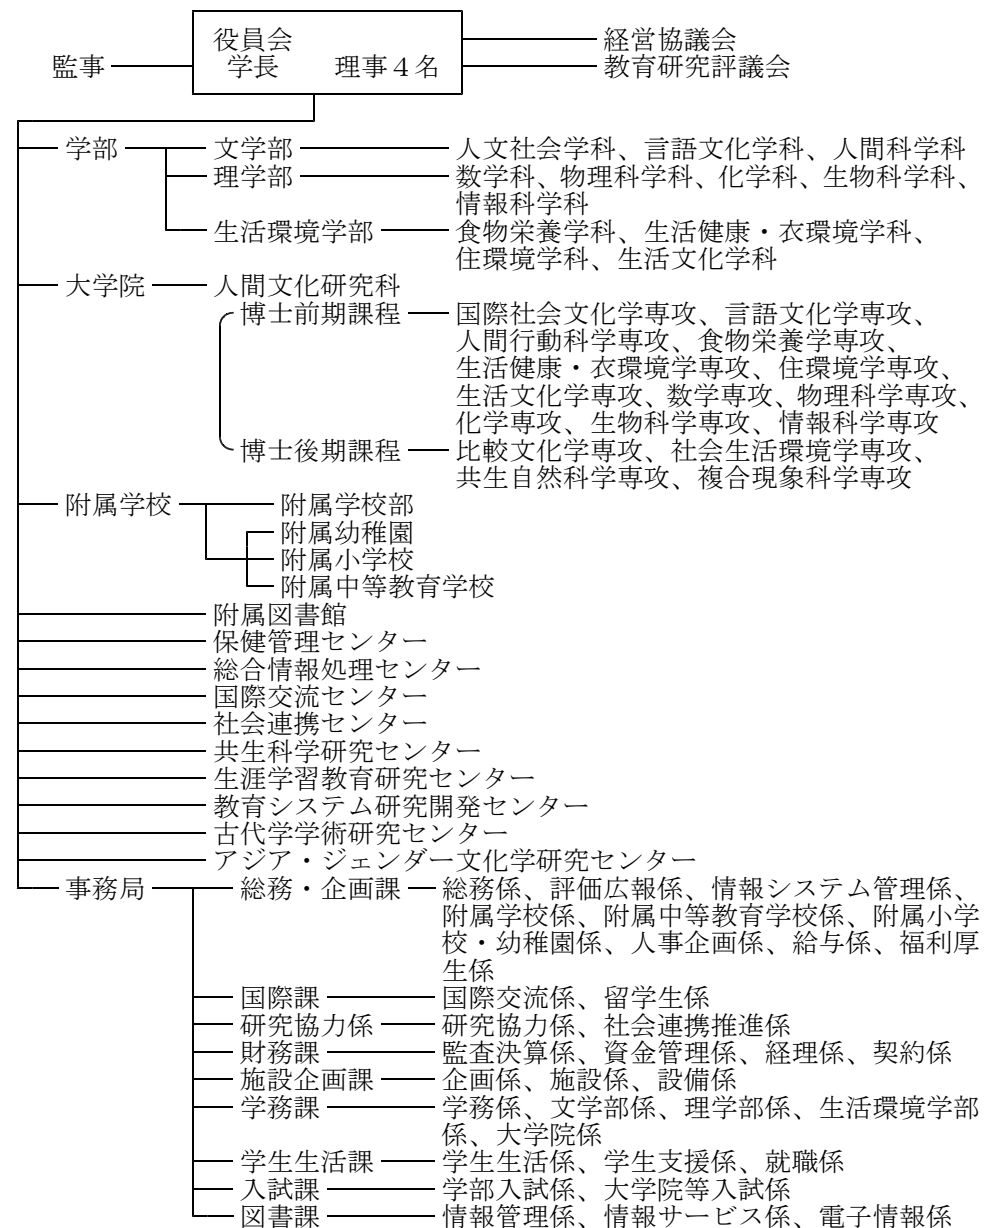 役員会
学長 理事4名
監事
経営協議会
教育研究評議会
学部 文学部 人文社会学科、言語文化学科、人間科学科
理学部 数学科、物理科学科、化学科、生物科学科、
情報科学科
生活環境学部 食物栄養学科、生活健康・衣環境学科、
住環境学科、生活文化学科
大学院 人間文化研究科
博士前期課程 国際社会文化学専攻、言語文化学専攻、
人間行動科学専攻、食物栄養学専攻、
生活健康・衣環境学専攻、住環境学専攻、
生活文化学専攻、数学専攻、物理科学専攻、
化学専攻、生物科学専攻、情報科学専攻
博士後期課程 比較文化学専攻、社会生活環境学専攻、
共生自然科学専攻、複合現象科学専攻
附属学校 附属学校部
附属幼稚園
附属小学校
附属中等教育学校
附属図書館
保健管理センター
総合情報処理センター
国際交流センター
社会連携センター
共生科学研究センター
生涯学習教育研究センター
教育システム研究開発センター
古代学学術研究センター
アジア・ジェンダー文化学研究センター
事務局 総務・企画課 総務係、評価広報係、情報システム管理係、
附属学校係、附属中等教育学校係、附属小学
校・幼稚園係、人事企画係、給与係、福利厚
生係
国際課 国際交流係、留学生係
研究協力係 研究協力係、社会連携推進係
財務課 監査決算係、資金管理係、経理係、契約係
施設企画課 企画係、施設係、設備係
学務課 学務係、文学部係、理学部係、生活環境学部
係、大学院係
学生生活課 学生生活係、学生支援係、就職係
入試課 学部入試係、大学院等入試係
図書課 情報管理係、情報サービス係、電子情報係